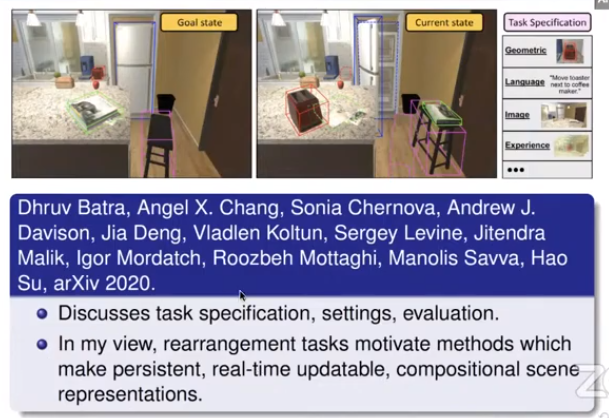 Goal state
Current state
Task Specification
Geometric
Language
"Move toaster
next to coffee
maker."
Image
Experience
•••
Dhruv Batra, Angel X. Chang, Sonia Chernova, Andrew J.
Davison, Jia Deng, Vladlen Koltun, Sergey Levine, Jitendra
Malik, Igor Mordatch, Roozbeh Mottaghi, Manolis Savva, Hao
Su, arXiv 2020.
Discusses task specification, settings, evaluation.
In my view, rearrangement tasks motivate methods which
make persistent, real-time updatable, compositional scene
representations.